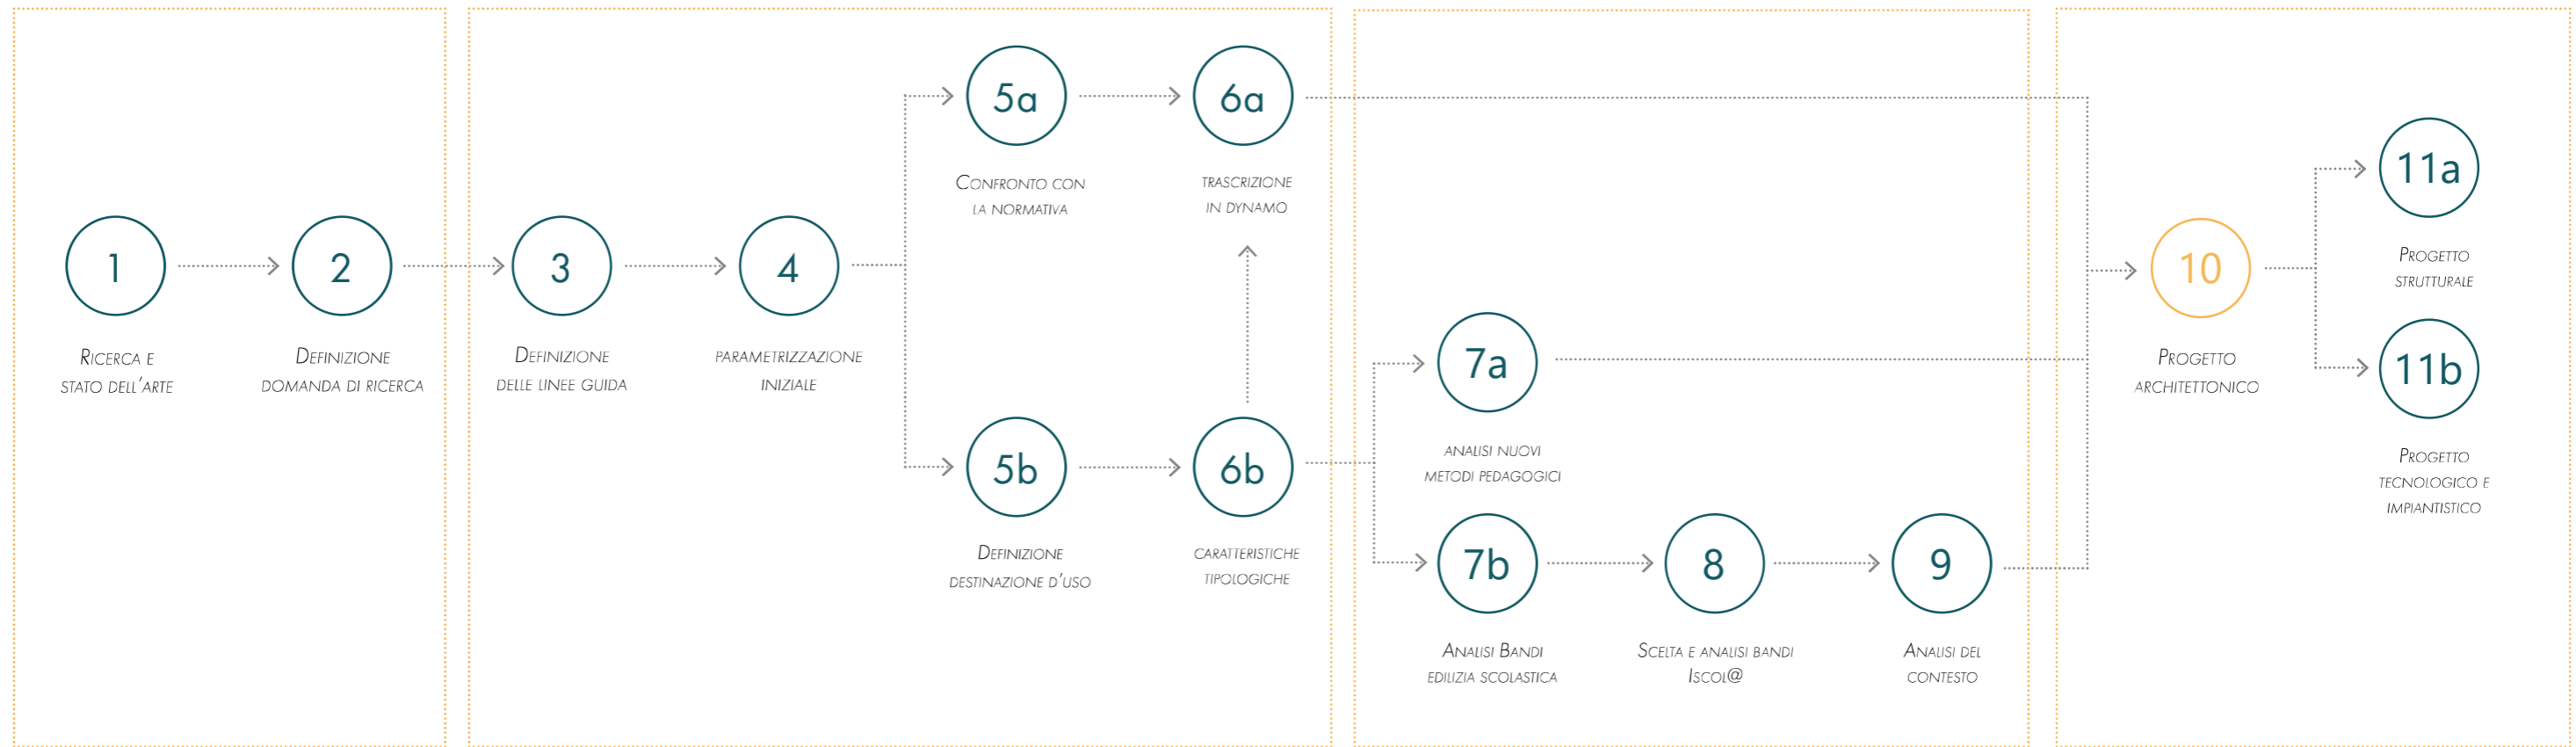 1
Ricerca e
stato dell'arte
2
Definizione
domanda di ricerca
3
Definizione
delle linee guida
4
parametrizzazione
iniziale
5a
Confronto con
la normativa
6a
trascrizione
in dynamo
5b
Definizione
destinazione d'uso
6b
caratteristiche
tipologiche
7a
analisi nuovi
metodi pedagogici
7b
Analisi Bandi
edilizia scolastica
8
Scelta e analisi bandi
Iscol@
9
Analisi del
contesto
10
Progetto
architettonico
11a
Progetto
strutturale
11b
Progetto
tecnologico e
impiantistico